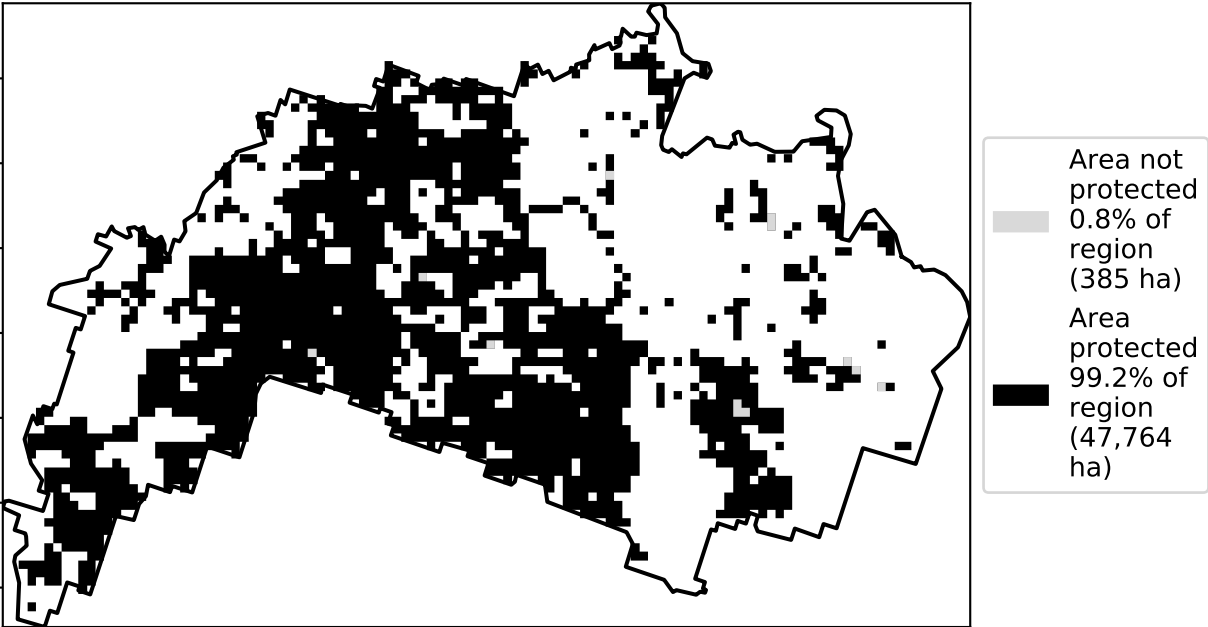 Area not
protected
0.8% of
region
(385 ha)
Area
protected
99.2% of
region
(47,764
ha)